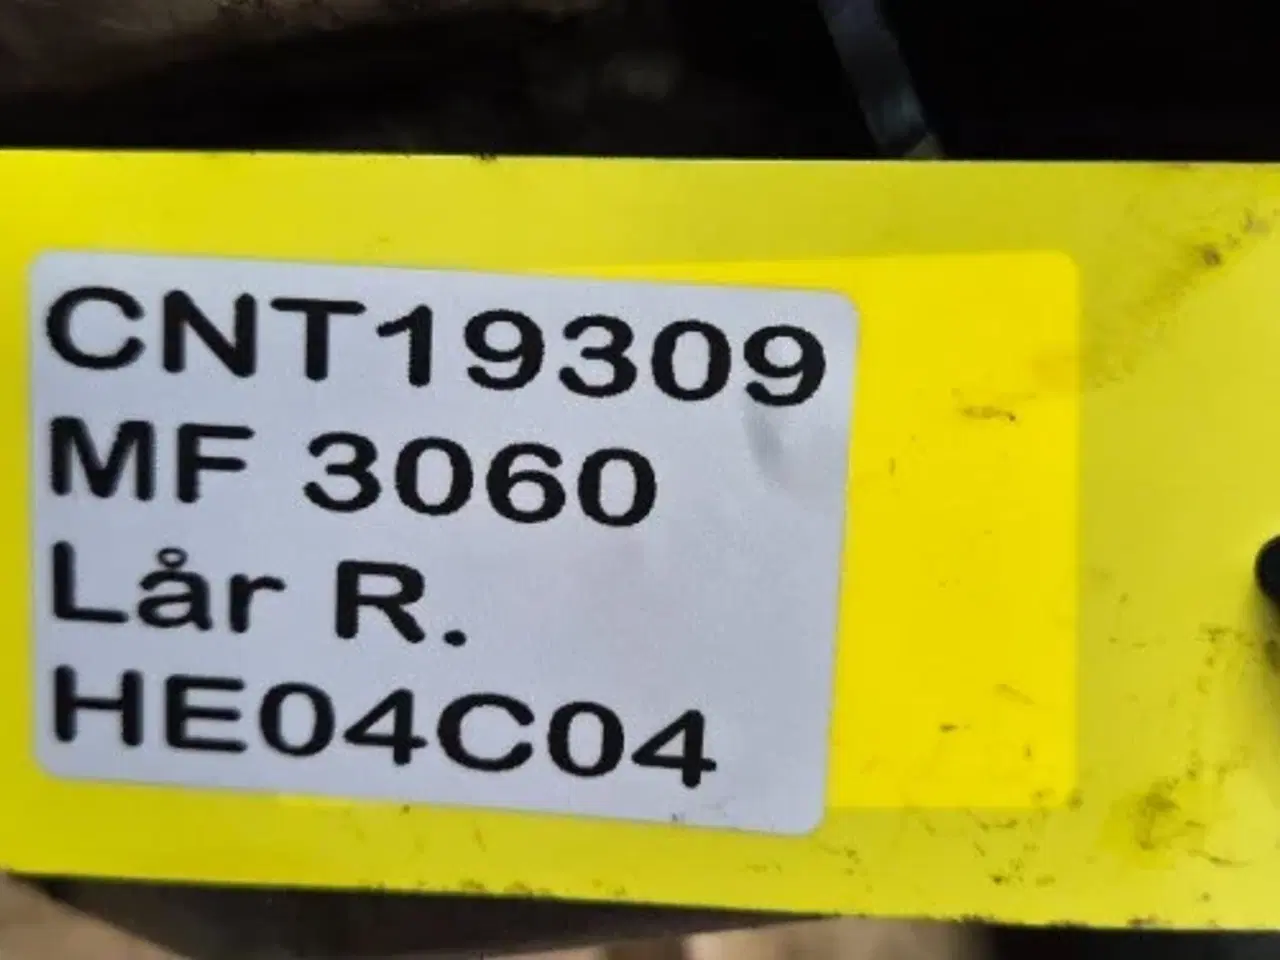 CNT19309
MF 3060
Lår R.
HE04C04